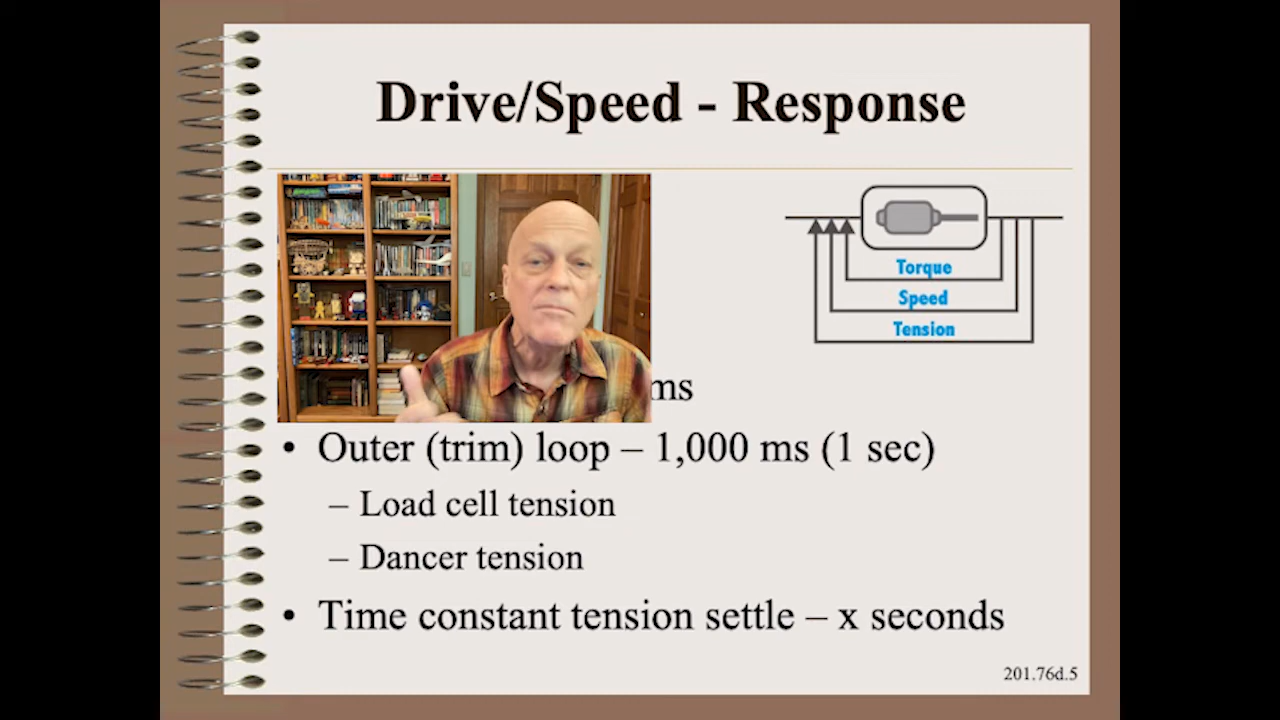 Drive/Speed - Response
Torque
Speed
Tension
ms
• Outer (trim) loop – 1,000 ms (1 sec)
– Load cell tension
– Dancer tension
• Time constant tension settle – x seconds
201.76d.5